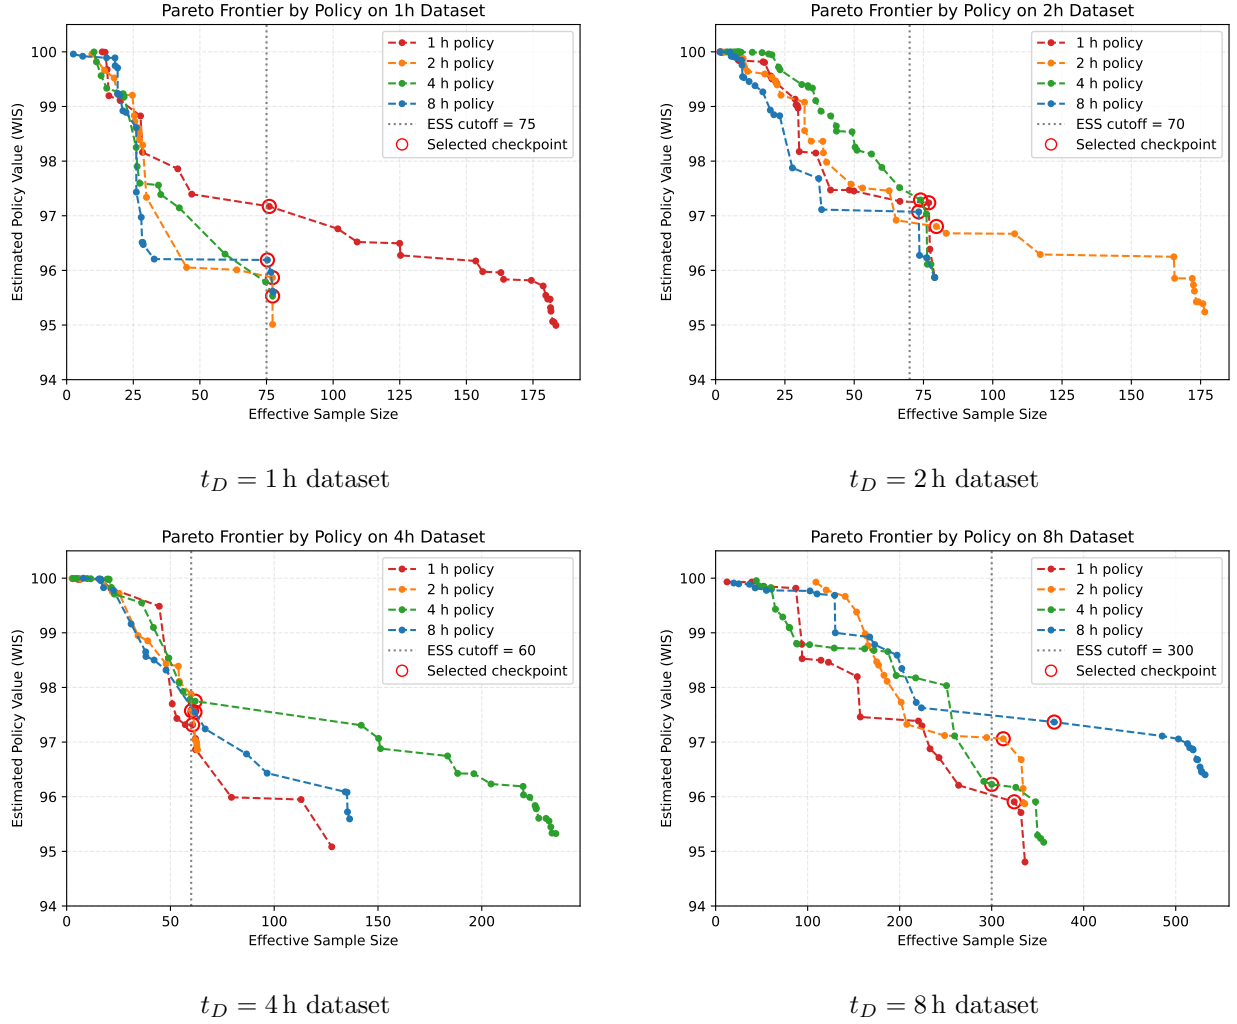 Pareto Frontier by Policy on 1h Dataset
Estimated Policy Value (WIS)
100
99
98
97
96
95
94
0 25 50 75 100 125 150 175
Effective Sample Size
1 h policy
2 h policy
4 h policy
8 h policy
ESS cutoff = 75
Selected checkpoint
t_D = 1 h dataset
Pareto Frontier by Policy on 2h Dataset
Estimated Policy Value (WIS)
100
99
98
97
96
95
94
0 25 50 75 100 125 150 175
Effective Sample Size
1 h policy
2 h policy
4 h policy
8 h policy
ESS cutoff = 70
Selected checkpoint
t_D = 2 h dataset
Pareto Frontier by Policy on 4h Dataset
Estimated Policy Value (WIS)
100
99
98
97
96
95
94
0 50 100 150 200
Effective Sample Size
1 h policy
2 h policy
4 h policy
8 h policy
ESS cutoff = 60
Selected checkpoint
t_D = 4 h dataset
Pareto Frontier by Policy on 8h Dataset
Estimated Policy Value (WIS)
100
99
98
97
96
95
94
0 100 200 300 400 500
Effective Sample Size
1 h policy
2 h policy
4 h policy
8 h policy
ESS cutoff = 300
Selected checkpoint
t_D = 8 h dataset